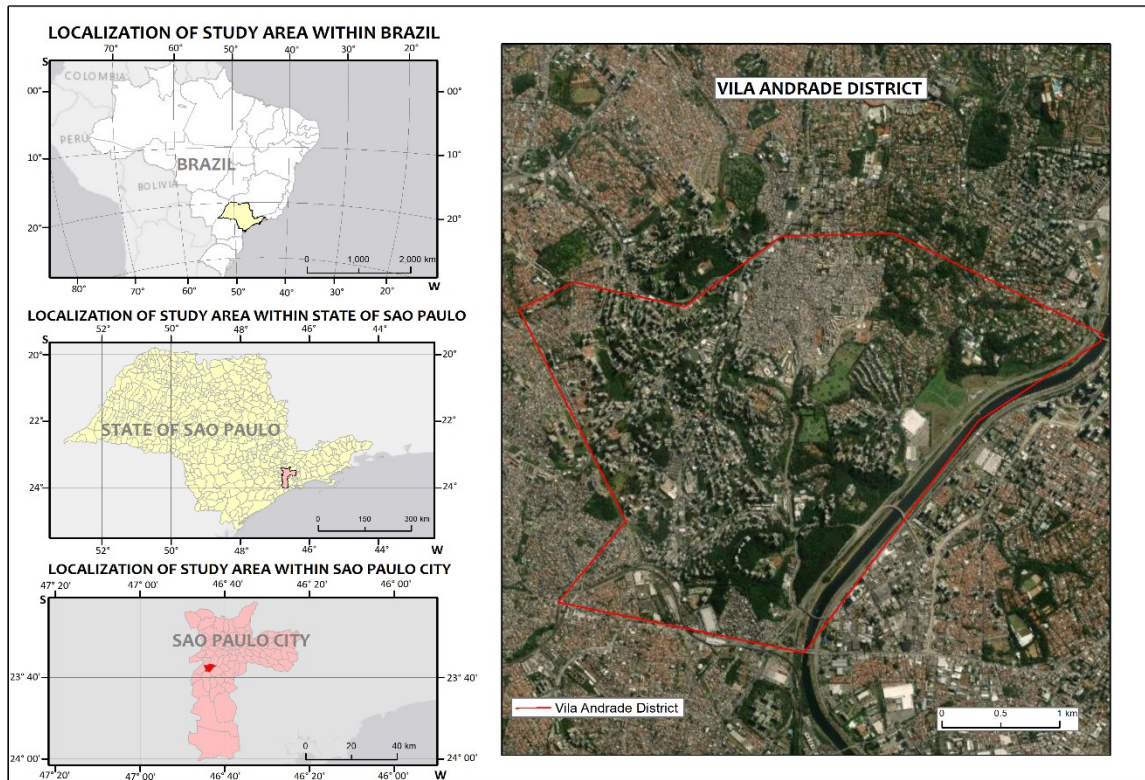 LOCALIZATION OF STUDY AREA WITHIN BRAZIL
70° 60° 50° 40° 30° 20°
S
COLOMBIA
00° 00°
PERÚ
BRAZIL
10° 10°
BOLIVIA
20° 20°
0 1,000 2,000 km
80° 70° 60° 50° 40° 30° 20°
W
LOCALIZATION OF STUDY AREA WITHIN STATE OF SAO PAULO
52° 50° 48° 46° 44°
S
20° 20°
22° 22°
STATE OF SAO PAULO
24° 24°
0 150 300 km
52° 50° 48° 46° 44°
W
LOCALIZATION OF STUDY AREA WITHIN SAO PAULO CITY
47° 20' 47° 00' 46° 40' 46° 20' 46° 00'
S
SAO PAULO CITY
23° 40' 23° 40'
0 20 40 km
24° 00' 24° 00'
47° 20' 47° 00' 46° 40' 46° 20' 46° 00'
W
VILA ANDRADE DISTRICT
Vila Andrade District
0 0.5 1 km